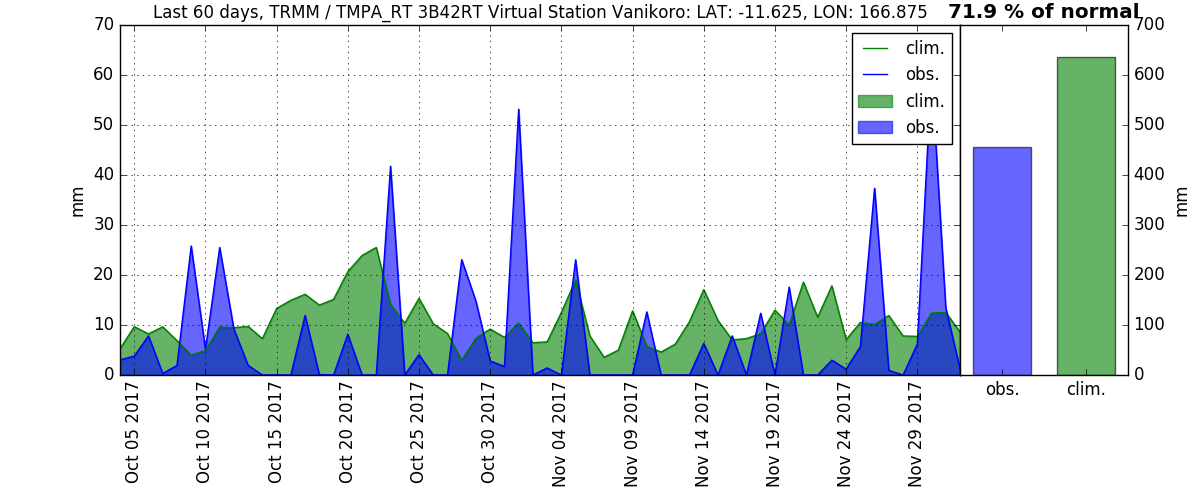 Last 60 days, TRMM / TMPA_RT 3B42RT Virtual Station Vanikoro: LAT: -11.625, LON: 166.875
71.9 % of normal
70
60
50
40
30
20
10
0
mm
clim.
obs.
clim.
obs.
Oct 05 2017
Oct 10 2017
Oct 15 2017
Oct 20 2017
Oct 25 2017
Oct 30 2017
Nov 04 2017
Nov 09 2017
Nov 14 2017
Nov 19 2017
Nov 24 2017
Nov 29 2017
obs.
clim.
700
600
500
400
300
200
100
0
mm